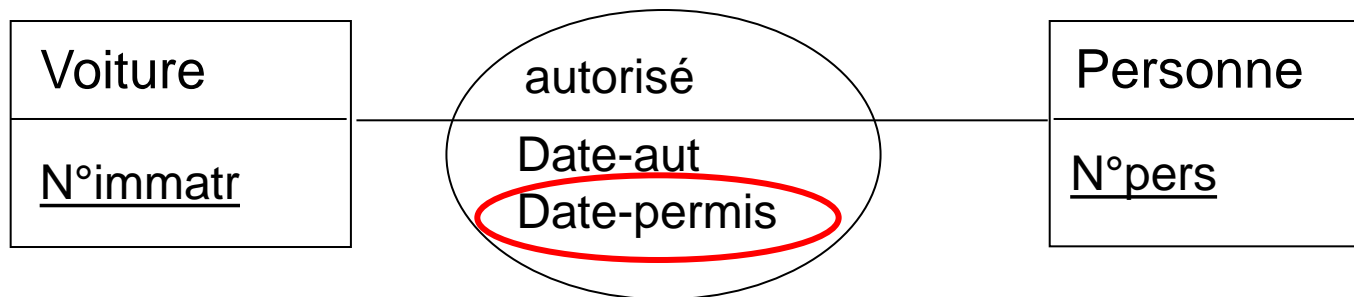 Voiture
N°immatr
autorisé
Date-aut
Date-permis
Personne
N°pers